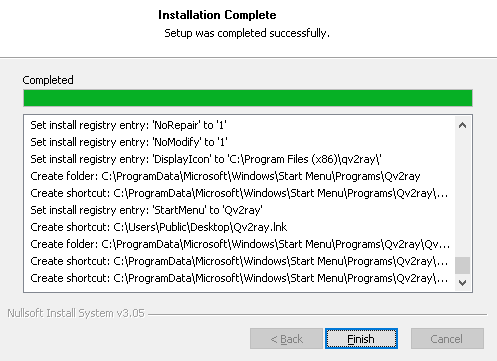 Installation Complete
Setup was completed successfully.
Completed
Set install registry entry: 'NoRepair' to '1'
Set install registry entry: 'NoModify' to '1'
Set install registry entry: 'DisplayIcon' to 'C:\Program Files (x86)\qv2ray\'
Create folder: C:\ProgramData\Microsoft\Windows\Start Menu\Programs\Qv2ray
Create shortcut: C:\ProgramData\Microsoft\Windows\Start Menu\Programs\Qv2ray\...
Set install registry entry: 'StartMenu' to 'Qv2ray'
Create shortcut: C:\Users\Public\Desktop\Qv2ray.lnk
Create folder: C:\ProgramData\Microsoft\Windows\Start Menu\Programs\Qv2ray\Qv...
Create shortcut: C:\ProgramData\Microsoft\Windows\Start Menu\Programs\Qv2ray\...
Create shortcut: C:\ProgramData\Microsoft\Windows\Start Menu\Programs\Qv2ray\...
Nullsoft Install System v3.05
< Back
Finish
Cancel